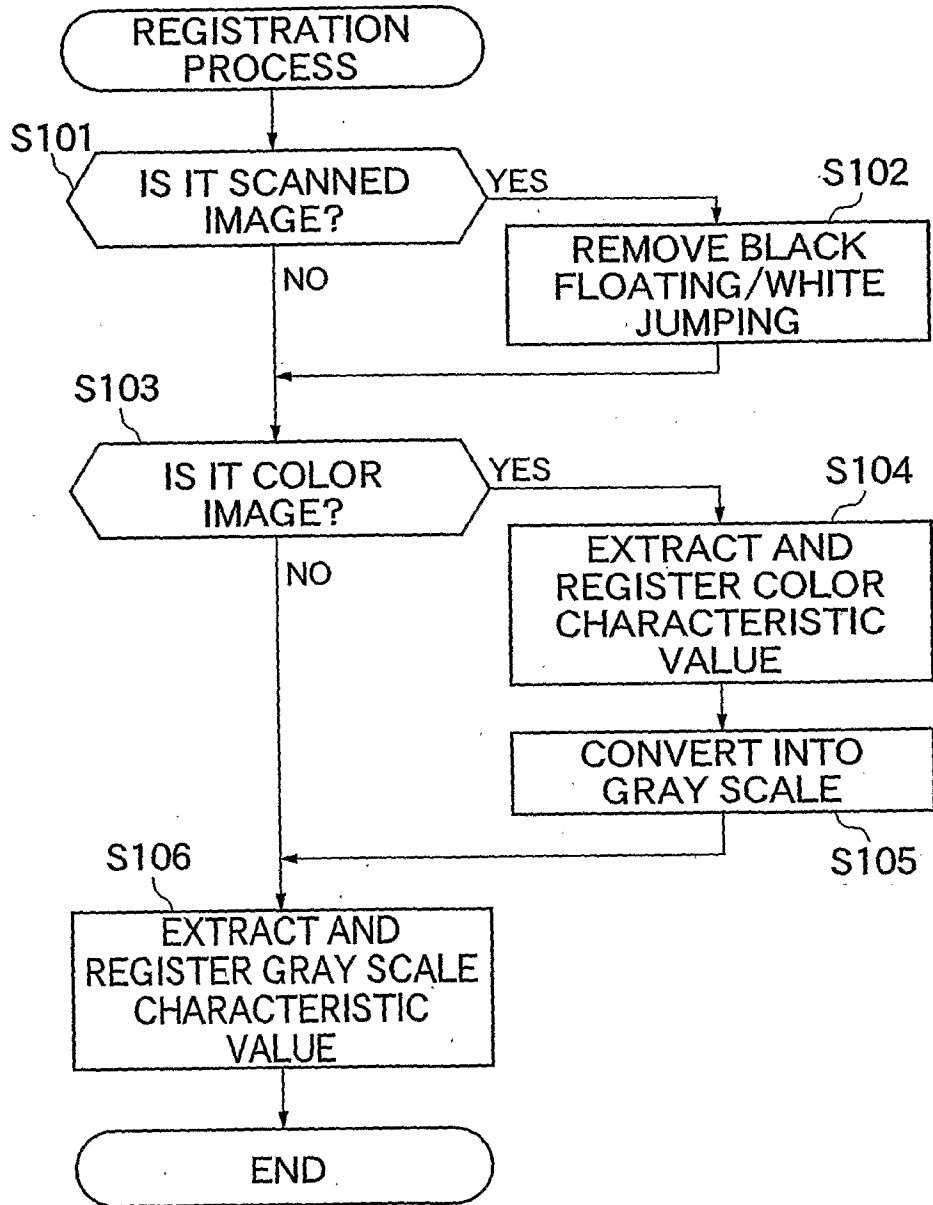 REGISTRATION
PROCESS
S101
IS IT SCANNED
IMAGE?
YES
NO
S102
REMOVE BLACK
FLOATING/WHITE
JUMPING
S103
IS IT COLOR
IMAGE?
YES
NO
S104
EXTRACT AND
REGISTER COLOR
CHARACTERISTIC
VALUE
CONVERT INTO
GRAY SCALE
S105
S106
EXTRACT AND
REGISTER GRAY SCALE
CHARACTERISTIC
VALUE
END